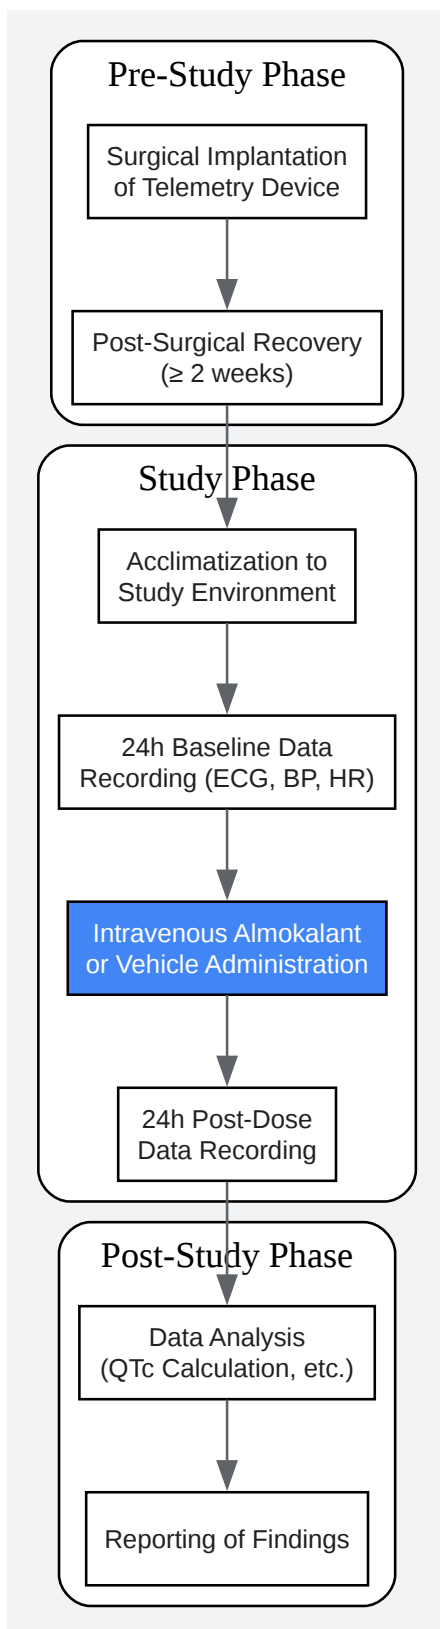 Pre-Study Phase
Surgical Implantation
of Telemetry Device
Post-Surgical Recovery
(≥ 2 weeks)
Study Phase
Acclimatization to
Study Environment
24h Baseline Data
Recording (ECG, BP, HR)
Intravenous Almokalant
or Vehicle Administration
24h Post-Dose
Data Recording
Post-Study Phase
Data Analysis
(QTc Calculation, etc.)
Reporting of Findings